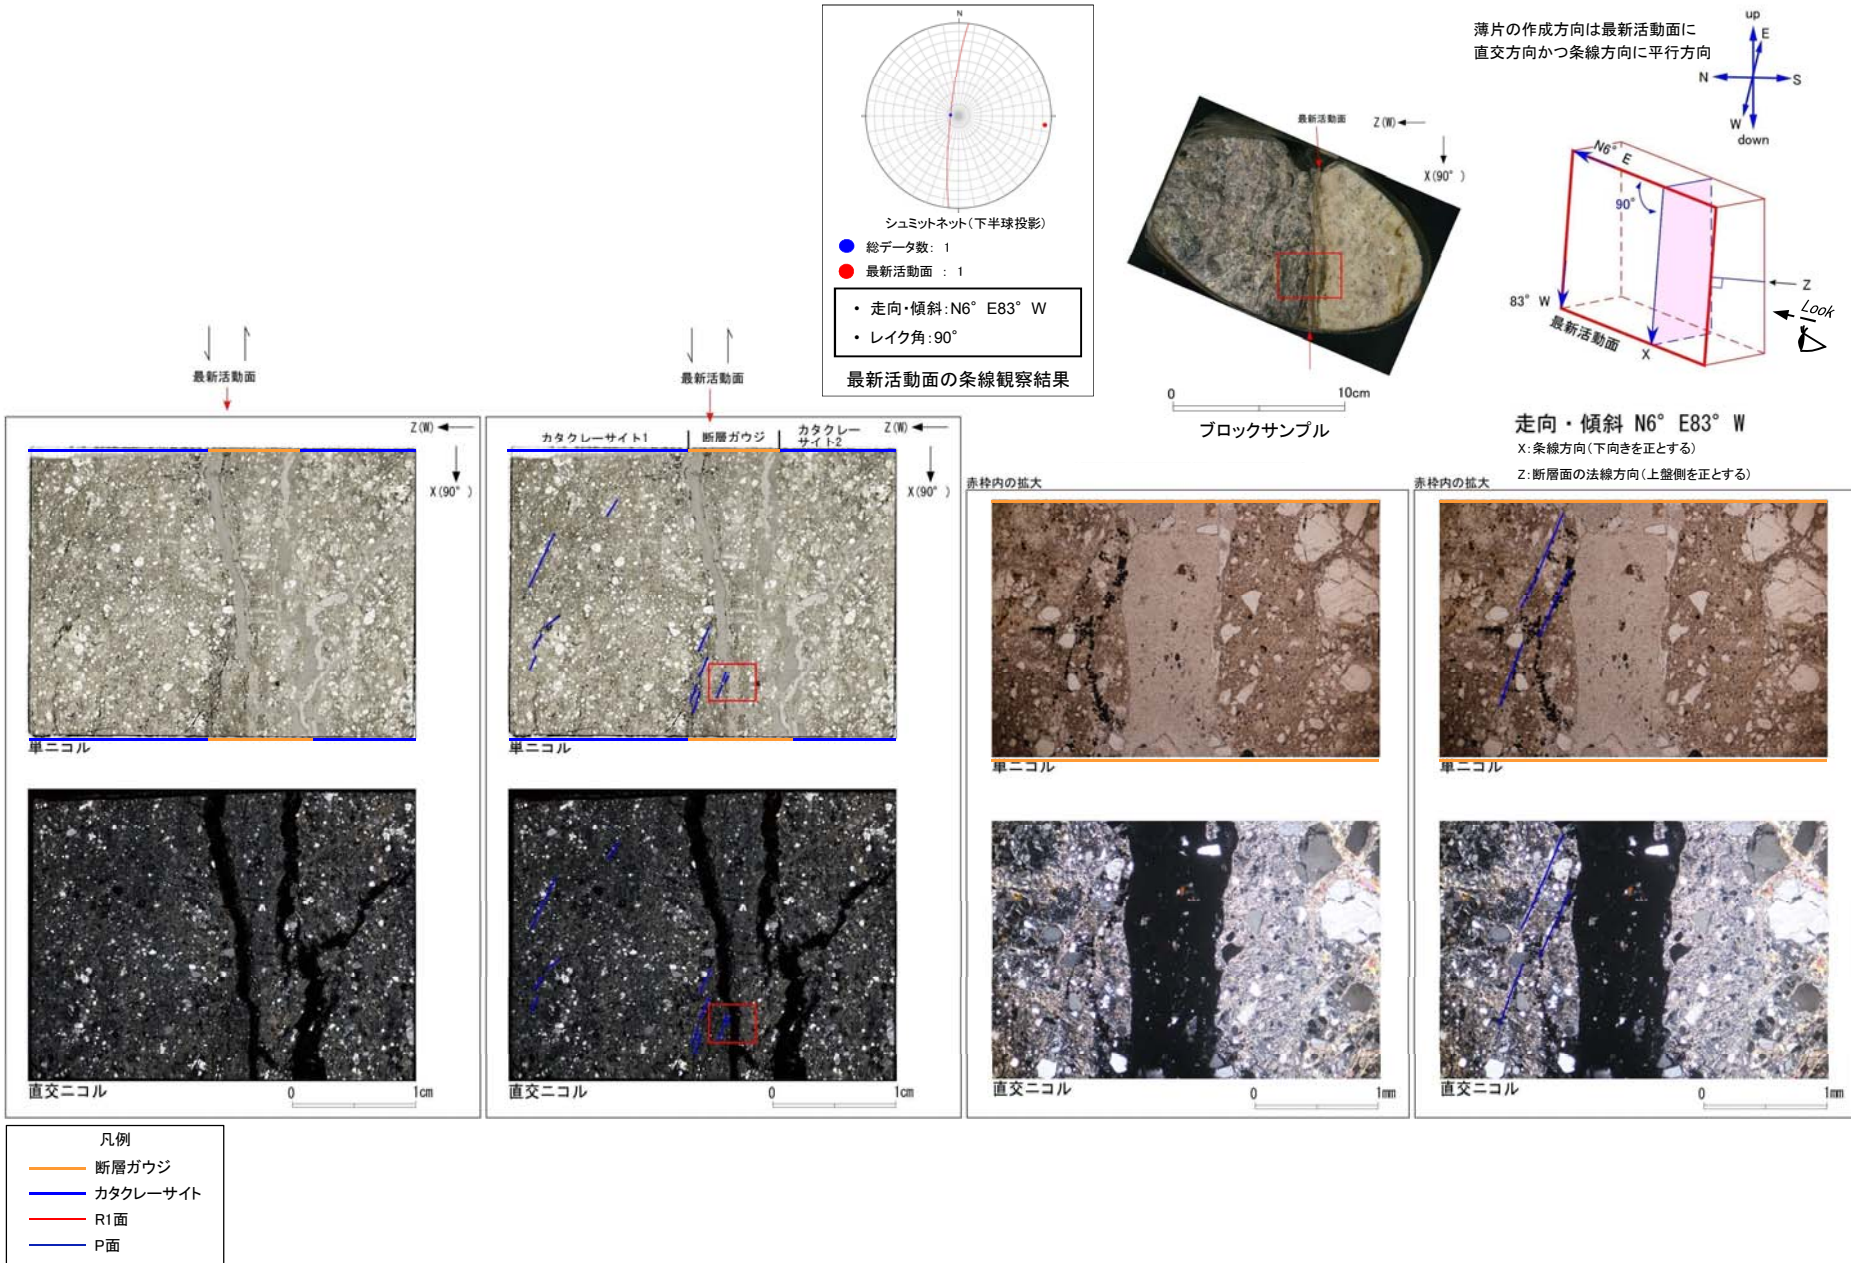 N
シュミットネット(下半球投影)
総データ数: 1
最新活動面 : 1
・ 走向・傾斜:N6° E83° W
・ レイク角:90°
最新活動面の条線観察結果
最新活動面
Z(W)
X(90° )
0 10cm
ブロックサンプル
薄片の作成方向は最新活動面に
直交方向かつ条線方向に平行方向
up
E
N
S
W
down
N6° E
90°
Z
83° W
Look
最新活動面
X
走向・傾斜 N6° E83° W
X:条線方向(下向きを正とする)
Z:断層面の法線方向(上盤側を正とする)
最新活動面
Z(W)
X(90° )
単ニコル
直交ニコル
0 1cm
最新活動面
カタクレーサイト1
断層ガウジ
カタクレー
サイト2
Z(W)
X(90° )
単ニコル
直交ニコル
0 1cm
赤枠内の拡大
単ニコル
直交ニコル
0 1mm
赤枠内の拡大
単ニコル
直交ニコル
0 1mm
凡例
断層ガウジ
カタクレーサイト
R1面
P面